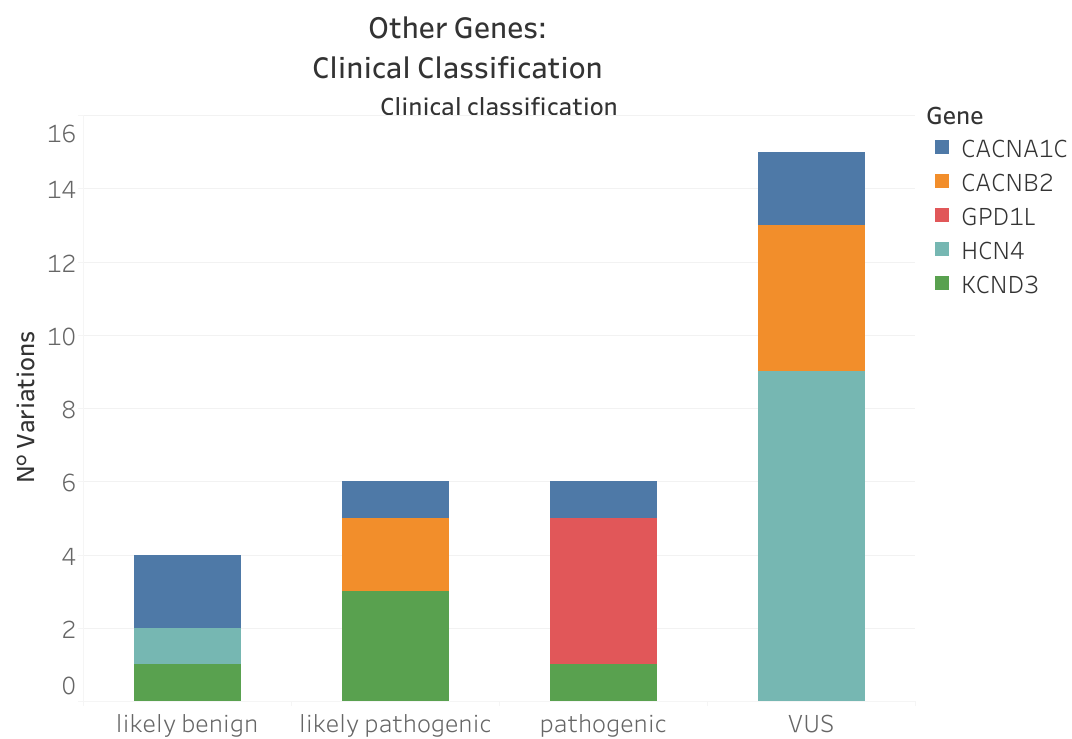 Other Genes:
Clinical Classification
Clinical classification
Gene
CACNA1C
CACNB2
GPD1L
HCN4
KCND3
Nº Variations
16
14
12
10
8
6
4
2
0
likely benign
likely pathogenic
pathogenic
VUS